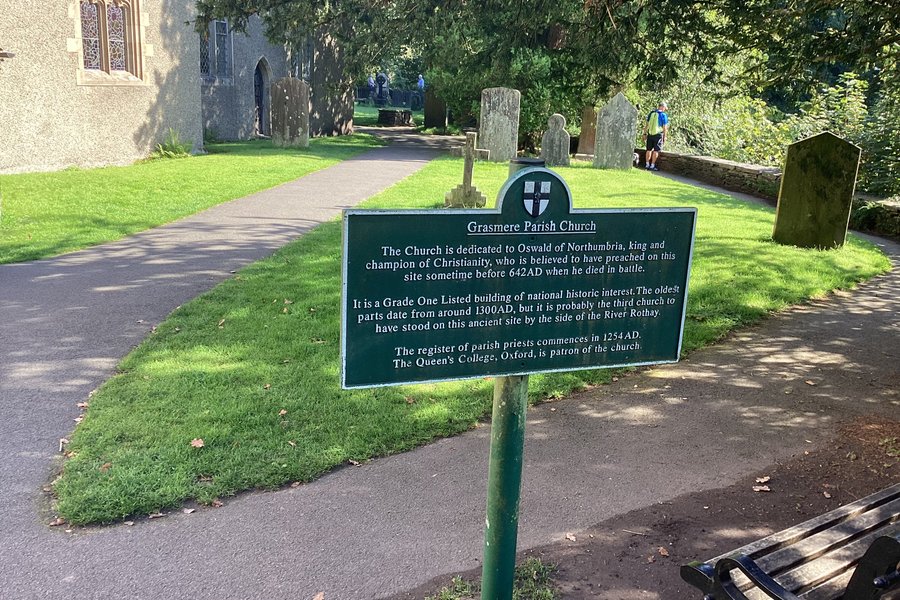 Grasmere Parish Church
The Church is dedicated to Oswald of Northumbria, king and
champion of Christianity, who is believed to have preached on this
site sometime before 642AD when he died in battle.
It is a Grade One Listed building of national historic interest. The oldest
parts date from around 1300AD, but it is probably the third church to
have stood on this ancient site by the side of the River Rothay.
The register of parish priests commences in 1254AD.
The Queen's College, Oxford, is patron of the church.